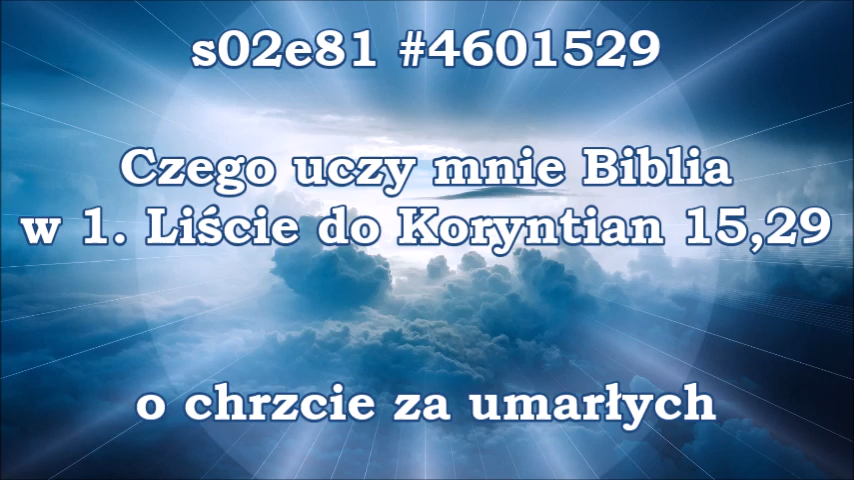 s02e81 #4601529
Czego uczy mnie Biblia
w 1. Liście do Koryntian 15,29
o chrzcie za umarłych